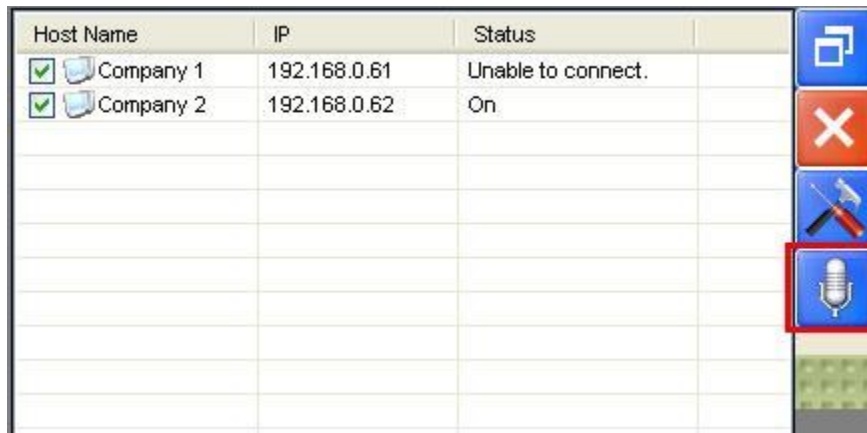 Host Name IP Status
Company 1 192.168.0.61 Unable to connect.
Company 2 192.168.0.62 On